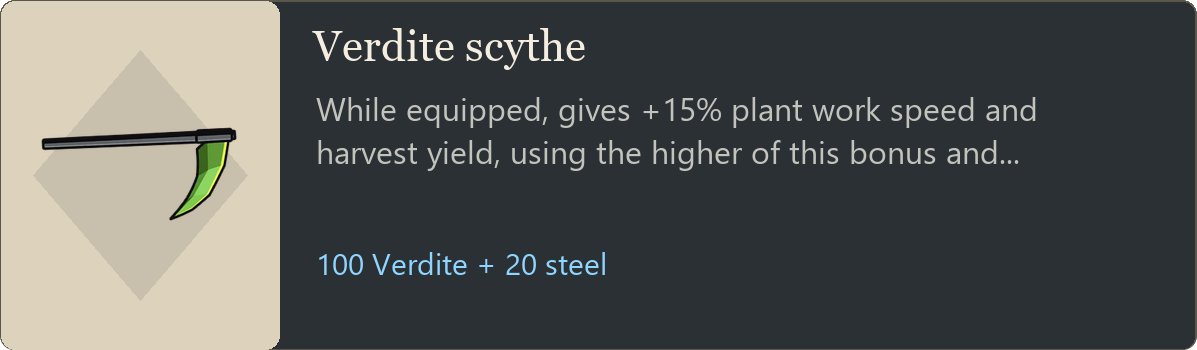 Verdite scythe
While equipped, gives +15% plant work speed and
harvest yield, using the higher of this bonus and...
100 Verdite + 20 steel